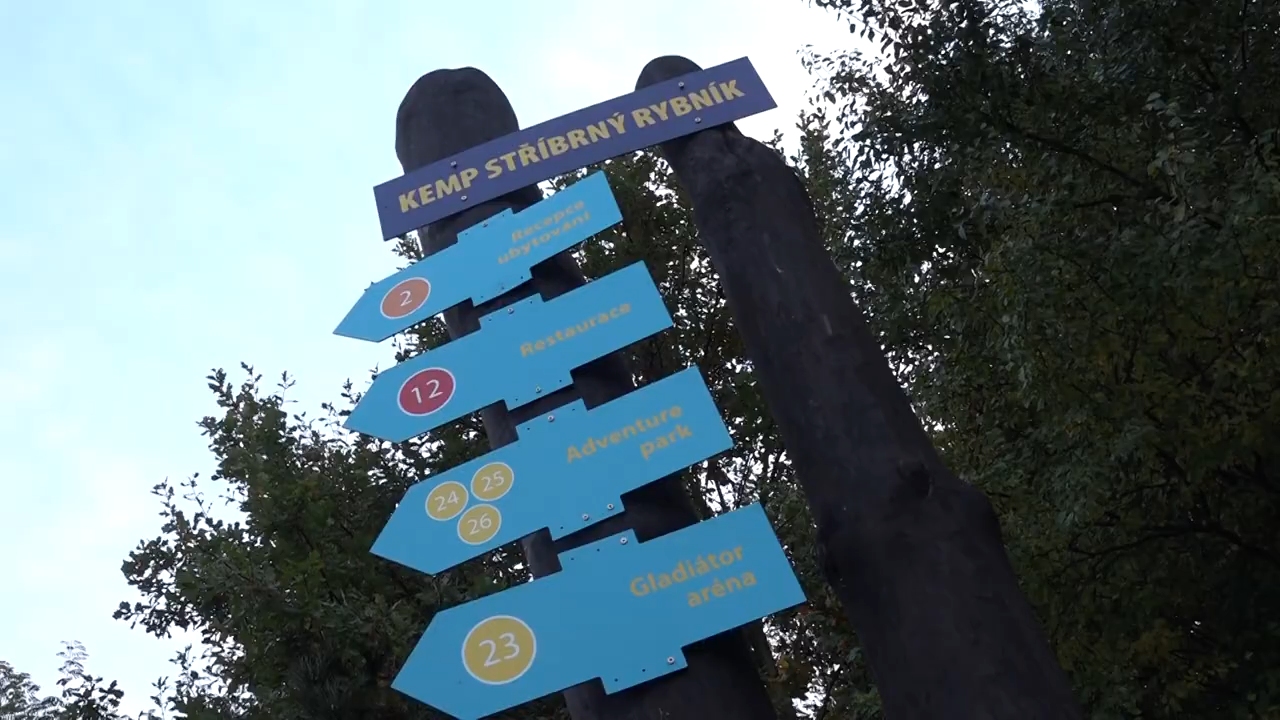 KEMP STŘÍBRNÝ RYBNÍK
Recepce
ubytování
2
Restaurace
12
Adventure
park
24 25
26
Gladiátor
aréna
23